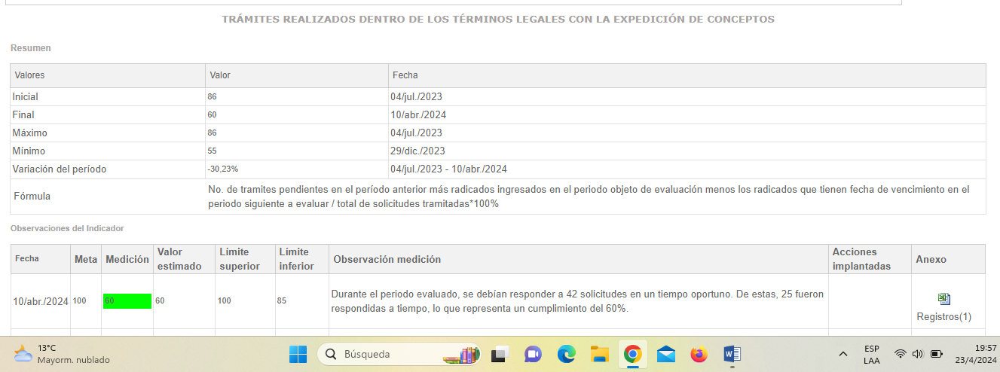 TRÁMITES REALIZADOS DENTRO DE LOS TÉRMINOS LEGALES CON LA EXPEDICIÓN DE CONCEPTOS
Resumen
Valores Valor Fecha
Inicial 86 04/jul./2023
Final 60 10/abr./2024
Máximo 86 04/jul./2023
Mínimo 55 29/dic./2023
Variación del período -30,23% 04/jul./2023 - 10/abr./2024
Fórmula
No. de tramites pendientes en el período anterior más radicados ingresados en el periodo objeto de evaluación menos los radicados que tienen fecha de vencimiento en el
periodo siguiente a evaluar / total de solicitudes tramitadas*100%
Observaciones del Indicador
Fecha Meta Medición Valor estimado Límite superior Límite inferior Observación medición Acciones implantadas Anexo
10/abr./2024 100 60 60 100 85
Durante el periodo evaluado, se debían responder a 42 solicitudes en un tiempo oportuno. De estas, 25 fueron
respondidas a tiempo, lo que representa un cumplimiento del 60%.
Registros(1)
13°C
Mayorm. nublado
Búsqueda
ESP
LAA
19:57
23/4/2024